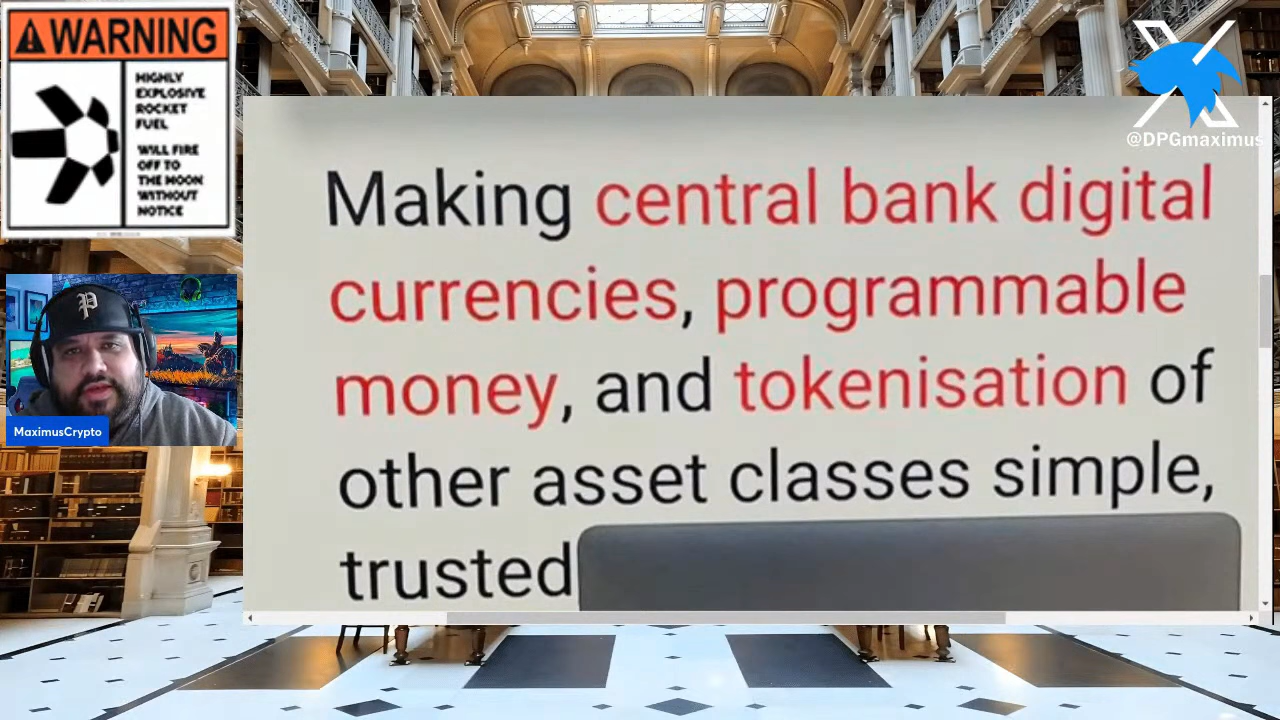 WARNING
HIGHLY
EXPLOSIVE
ROCKET
FUEL
WILL FIRE
OFF TO
THE MOON
WITHOUT
NOTICE
@DPGmaximus
Making central bank digital
currencies, programmable
money, and tokenisation of
other asset classes simple,
trusted
P
MaximusCrypto